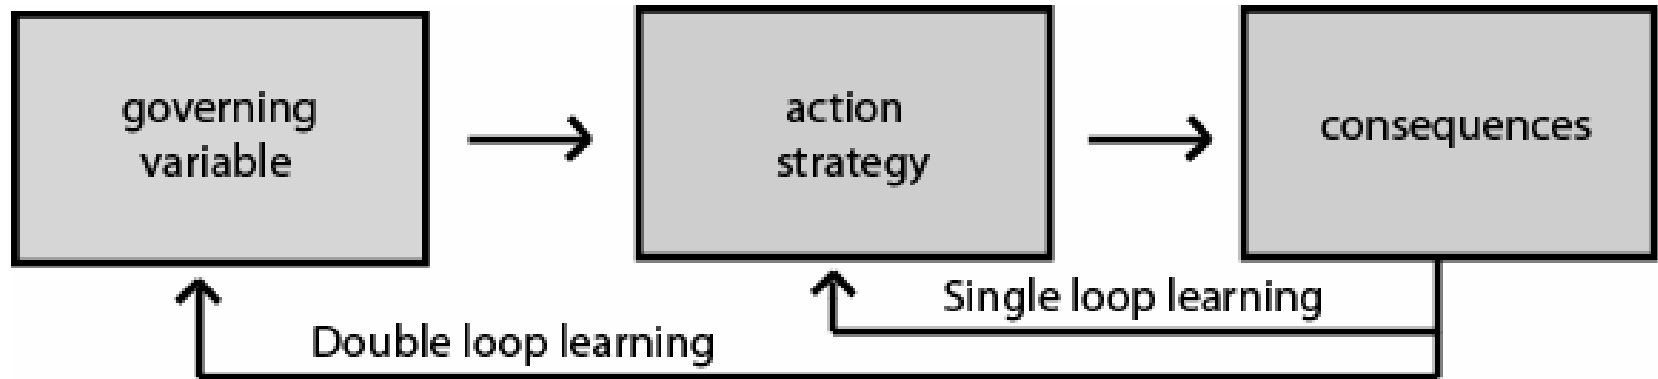 governing
variable
action
strategy
consequences
Single loop learning
Double loop learning